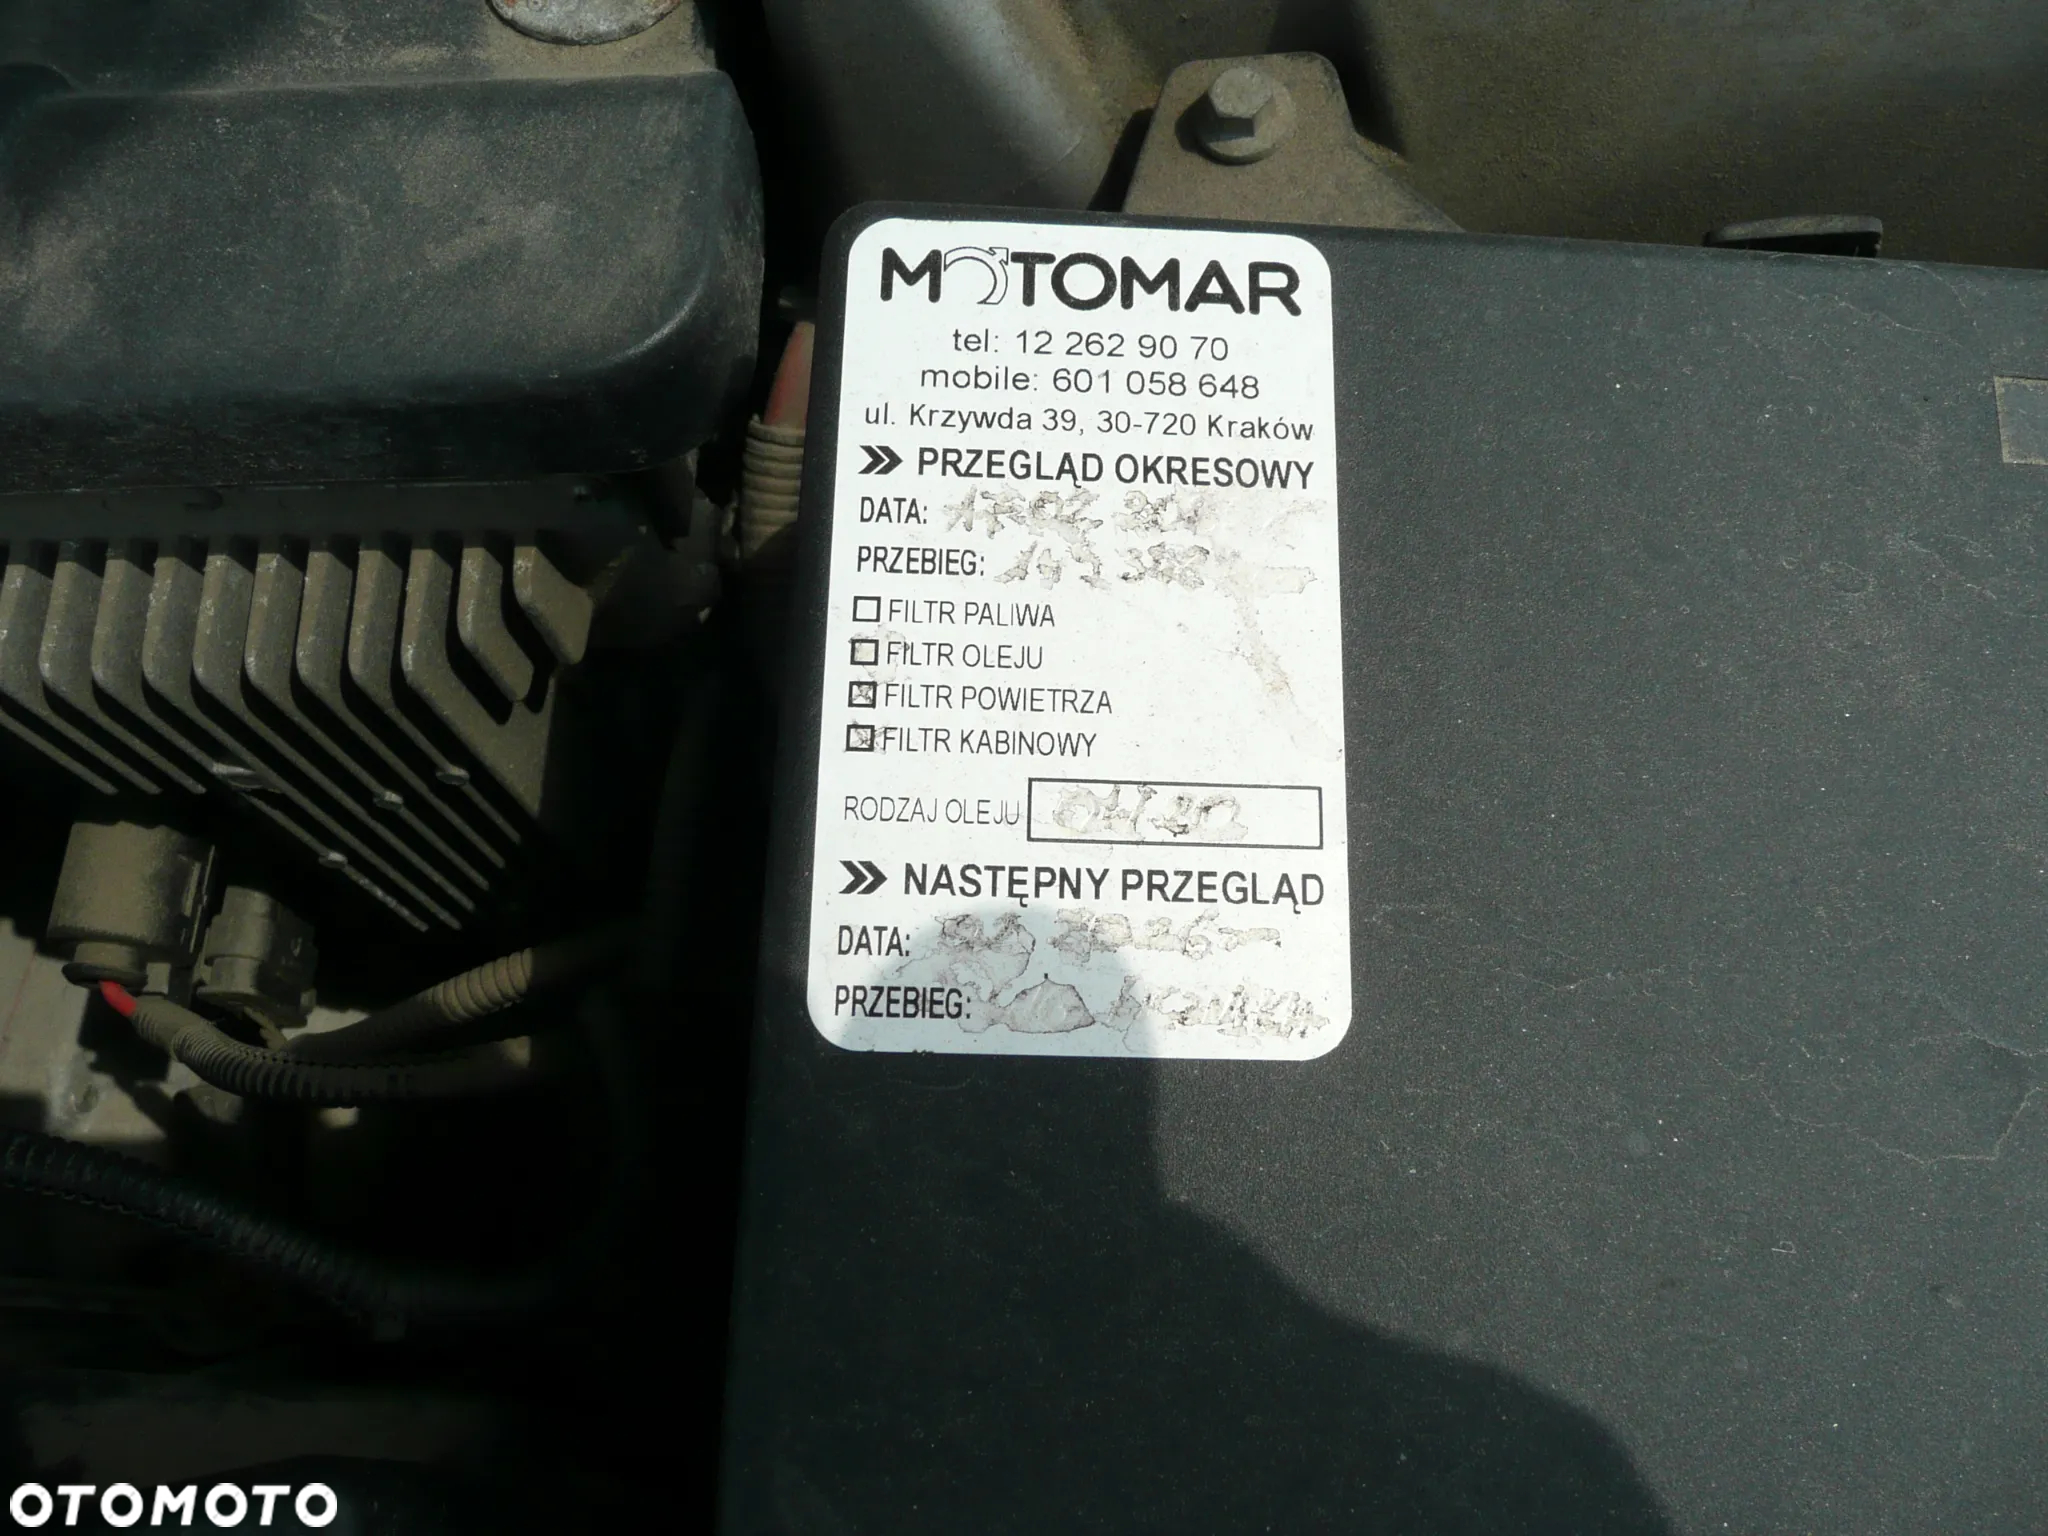 MOTOMAR
tel: 12 262 90 70
mobile: 601 058 648
ul. Krzywda 39, 30-720 Kraków
PRZEGLĄD OKRESOWY
DATA:
PRZEBIEG:
FILTR PALIWA
FILTR OLEJU
FILTR POWIETRZA
FILTR KABINOWY
RODZAJ OLEJU
NASTĘPNY PRZEGLĄD
DATA:
PRZEBIEG:
OTOMOTO